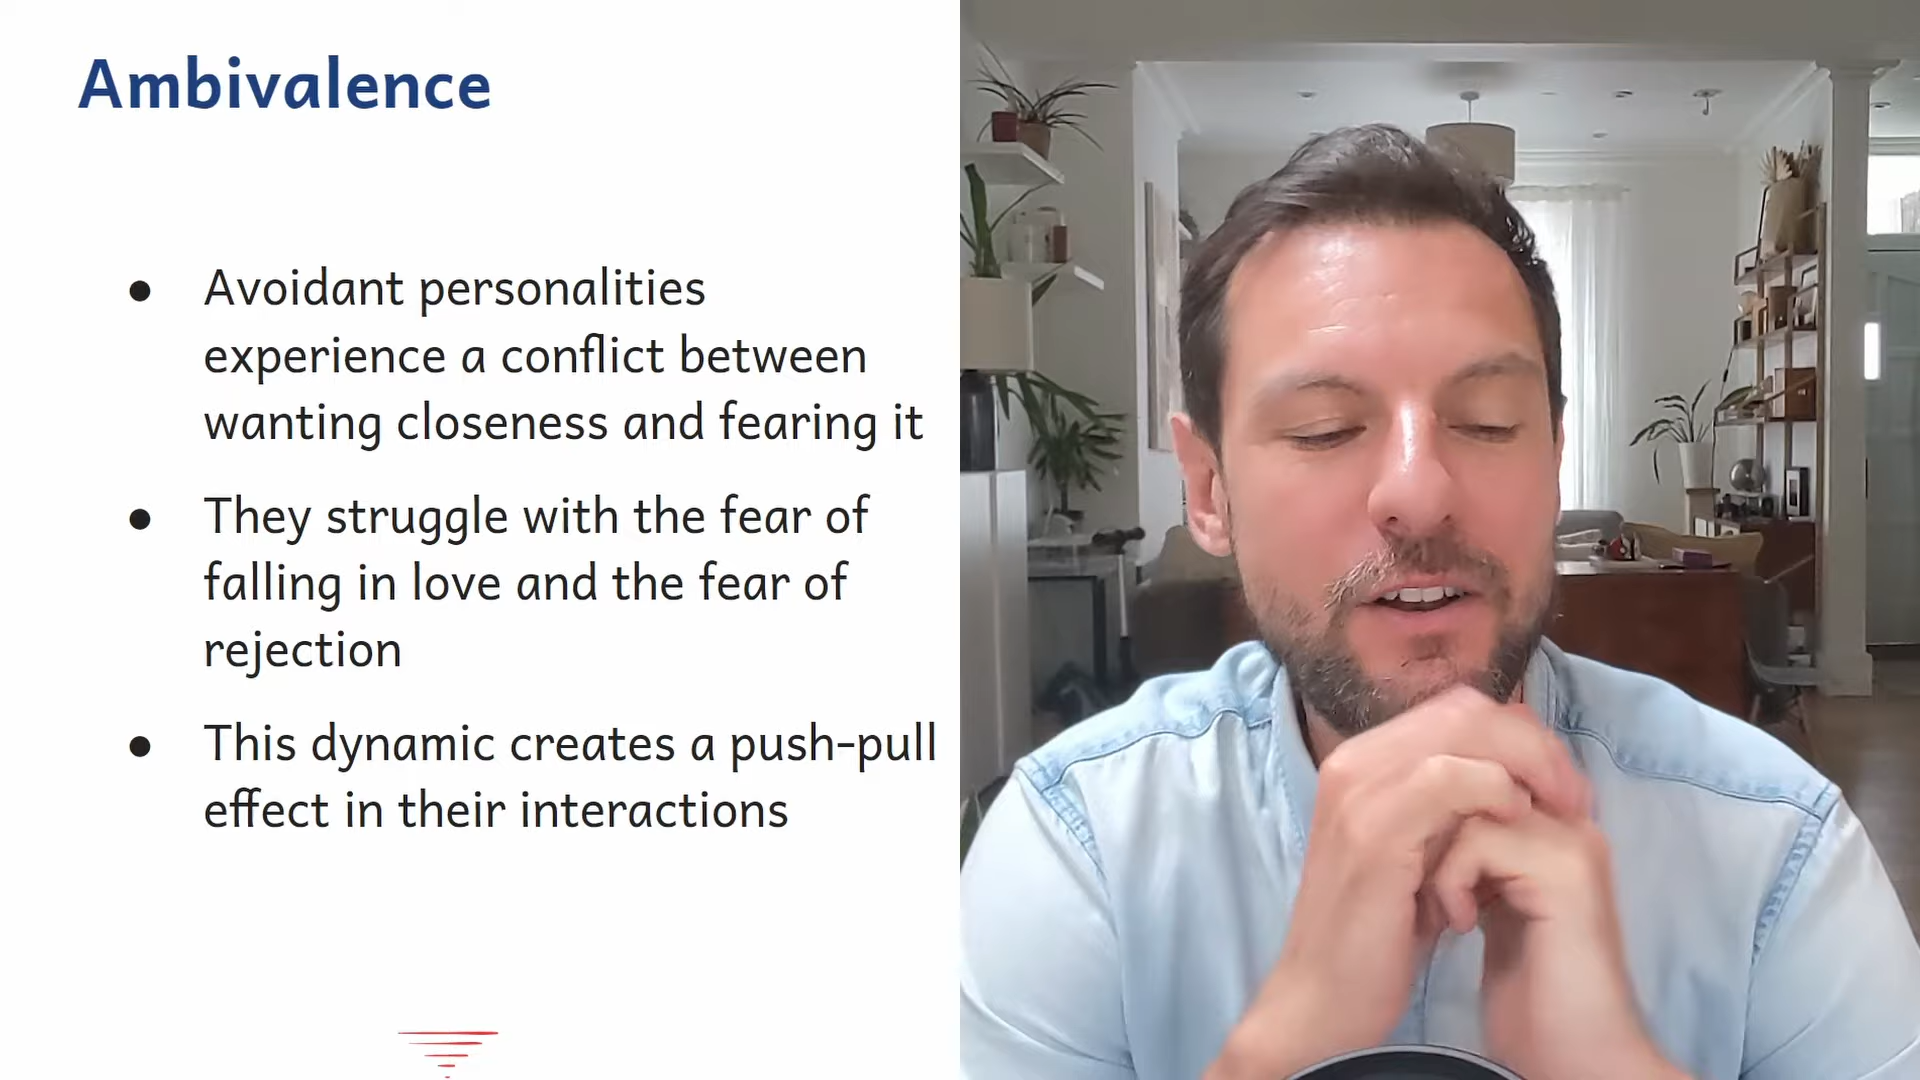 Ambivalence
● Avoidant personalities
experience a conflict between
wanting closeness and fearing it
● They struggle with the fear of
falling in love and the fear of
rejection
● This dynamic creates a push-pull
effect in their interactions